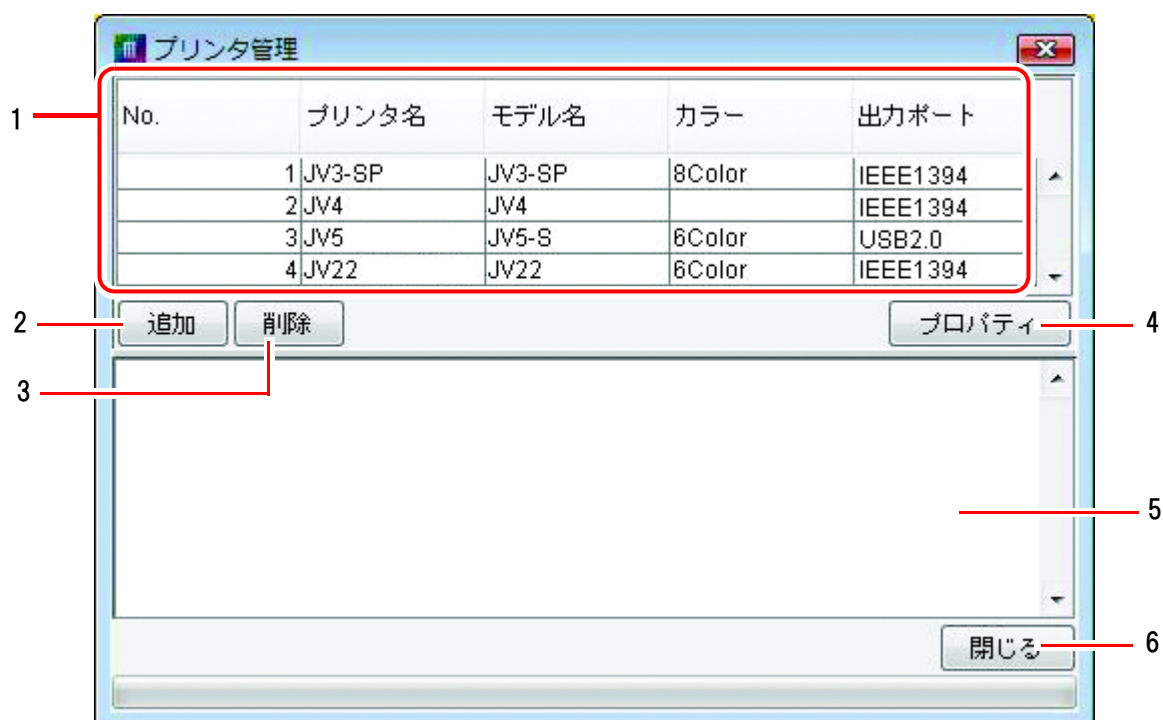 プリンタ管理
No. プリンタ名 モデル名 カラー 出力ポート
1 JV3-SP JV3-SP 8Color IEEE1394
2 JV4 JV4 IEEE1394
3 JV5 JV5-S 6Color USB2.0
4 JV22 JV22 6Color IEEE1394
追加 削除 プロパティ
閉じる
1
2
3
4
5
6